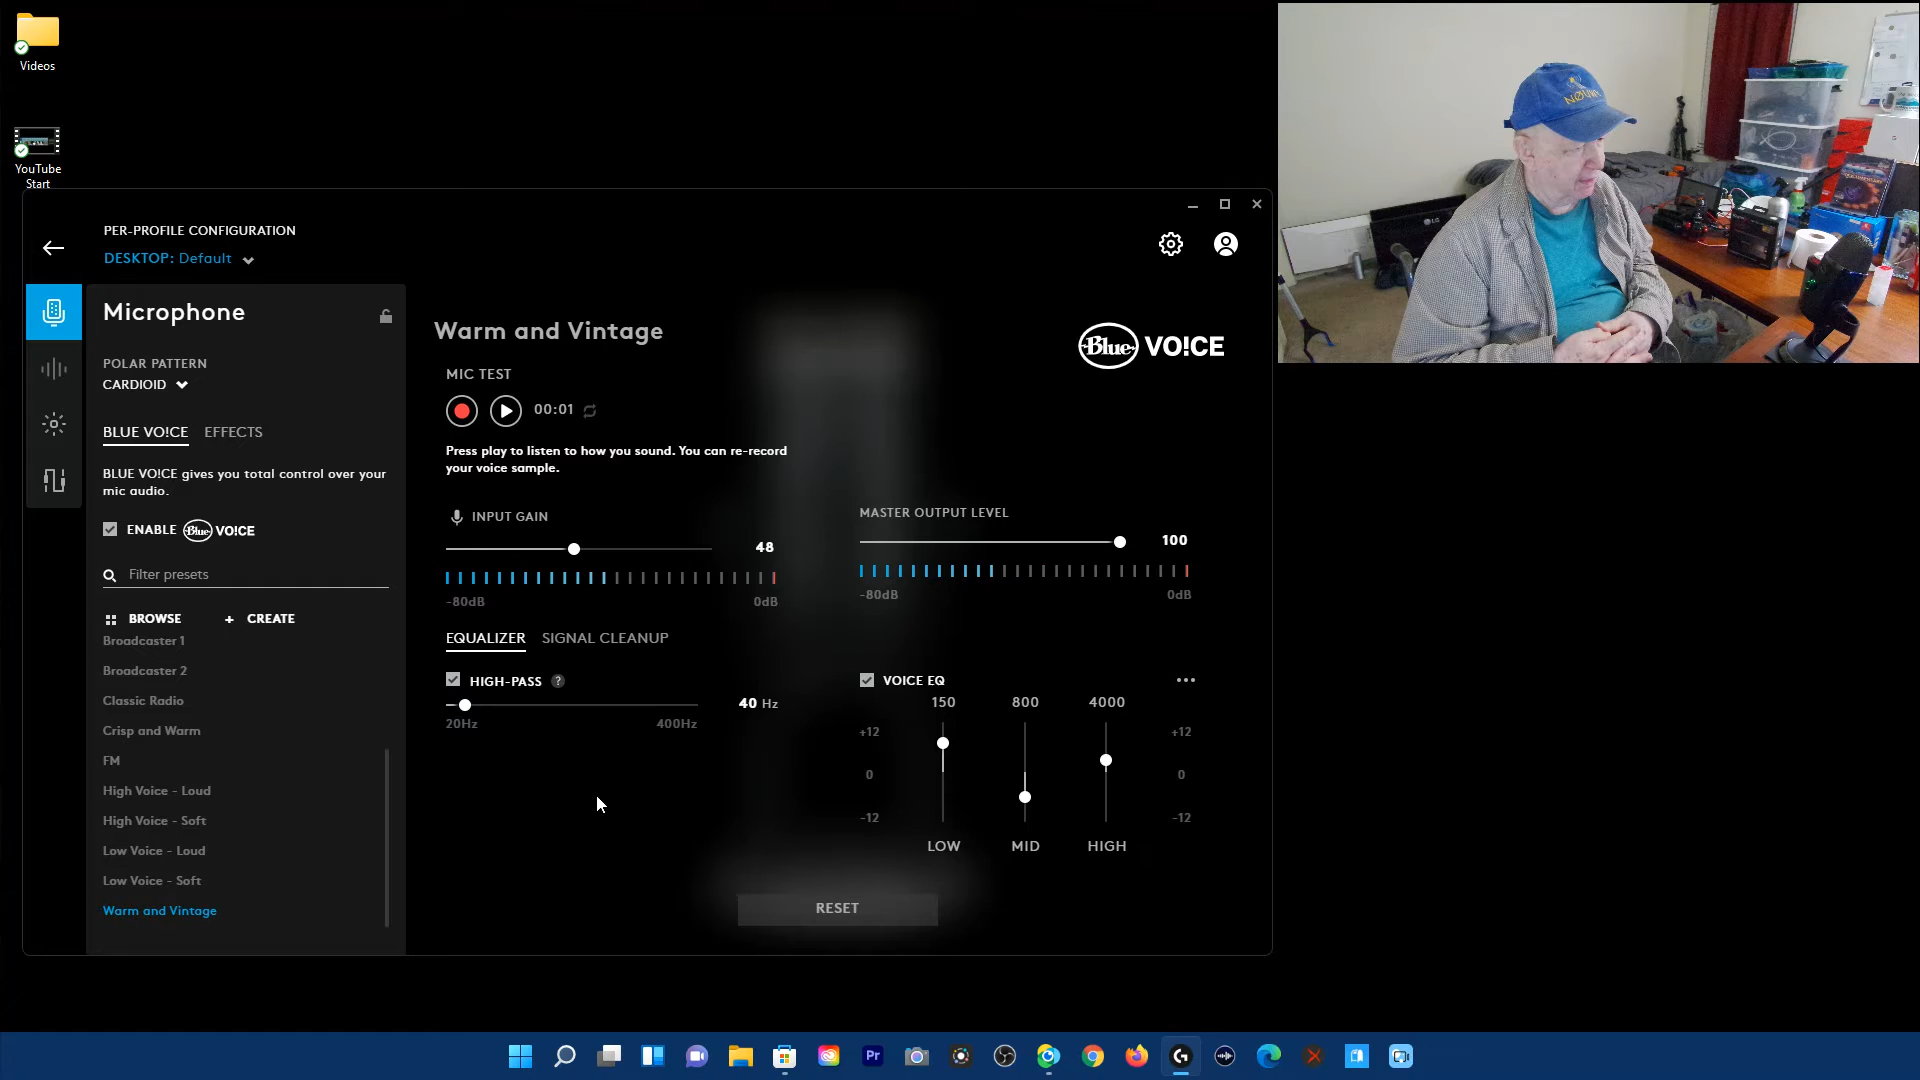 Videos
YouTube
Start
PER-PROFILE CONFIGURATION
DESKTOP: Default
Microphone
POLAR PATTERN
CARDIOID
BLUE VO!CE EFFECTS
BLUE VO!CE gives you total control over your
mic audio.
ENABLE Blue VO!CE
Filter presets
BROWSE + CREATE
Broadcaster 1
Broadcaster 2
Classic Radio
Crisp and Warm
FM
High Voice - Loud
High Voice - Soft
Low Voice - Loud
Low Voice - Soft
Warm and Vintage
Warm and Vintage
Blue VO!CE
MIC TEST
00:01
Press play to listen to how you sound. You can re-record
your voice sample.
INPUT GAIN
48
-80dB 0dB
MASTER OUTPUT LEVEL
100
-80dB 0dB
EQUALIZER SIGNAL CLEANUP
HIGH-PASS ?
40 Hz
20Hz 400Hz
VOICE EQ
150 800 4000
+12 +12
0 0
-12 -12
LOW MID HIGH
RESET
Pr
LG